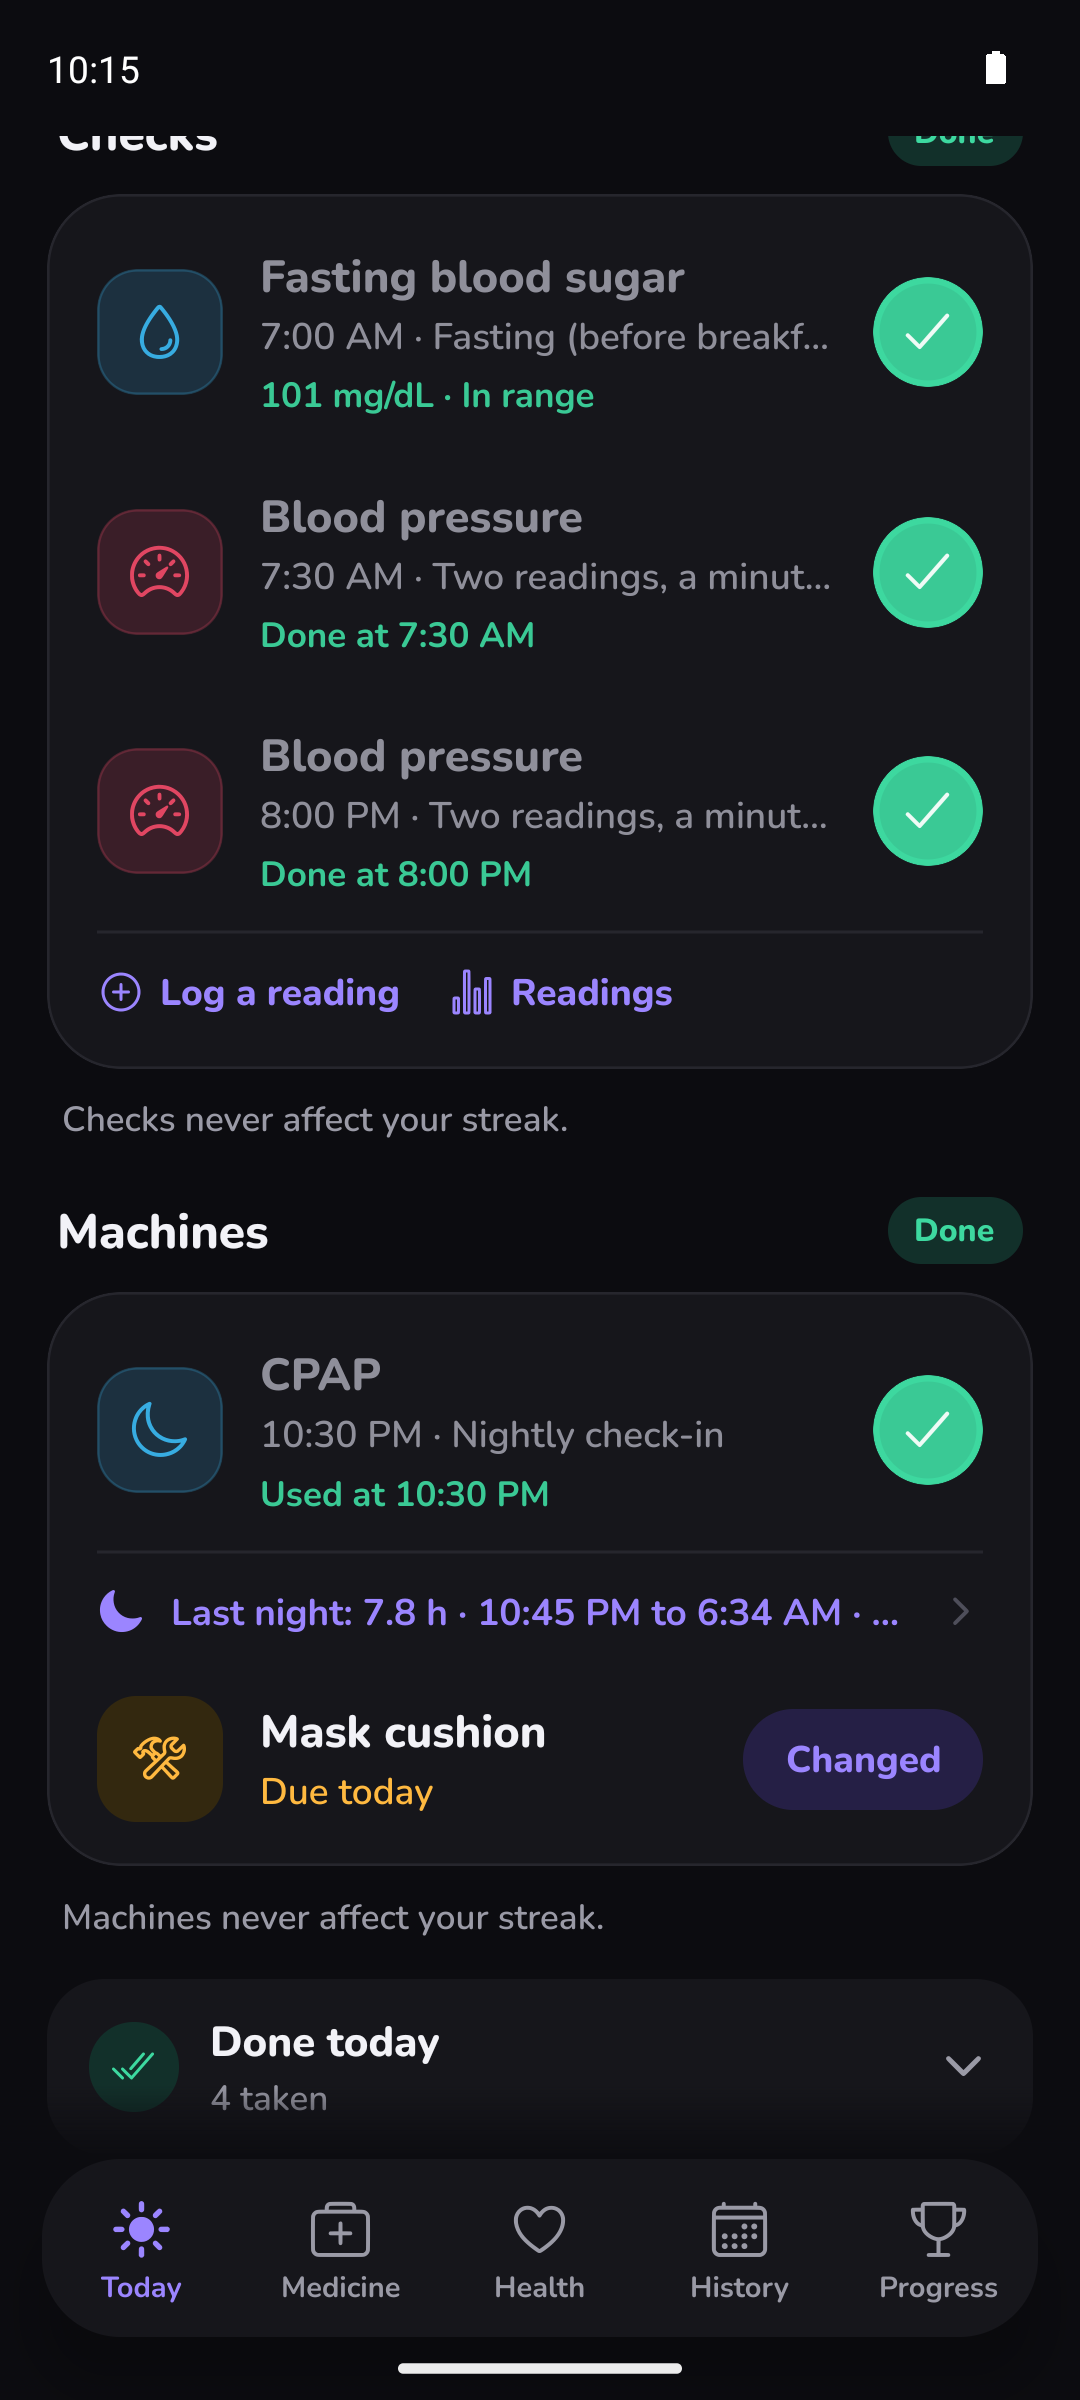 10:15
Checks
Done
Fasting blood sugar
7:00 AM · Fasting (before breakf...
101 mg/dL · In range
Blood pressure
7:30 AM · Two readings, a minut...
Done at 7:30 AM
Blood pressure
8:00 PM · Two readings, a minut...
Done at 8:00 PM
Log a reading
Readings
Checks never affect your streak.
Machines
Done
CPAP
10:30 PM · Nightly check-in
Used at 10:30 PM
Last night: 7.8 h · 10:45 PM to 6:34 AM · ...
Mask cushion
Due today
Changed
Machines never affect your streak.
Done today
4 taken
Today
Medicine
Health
History
Progress